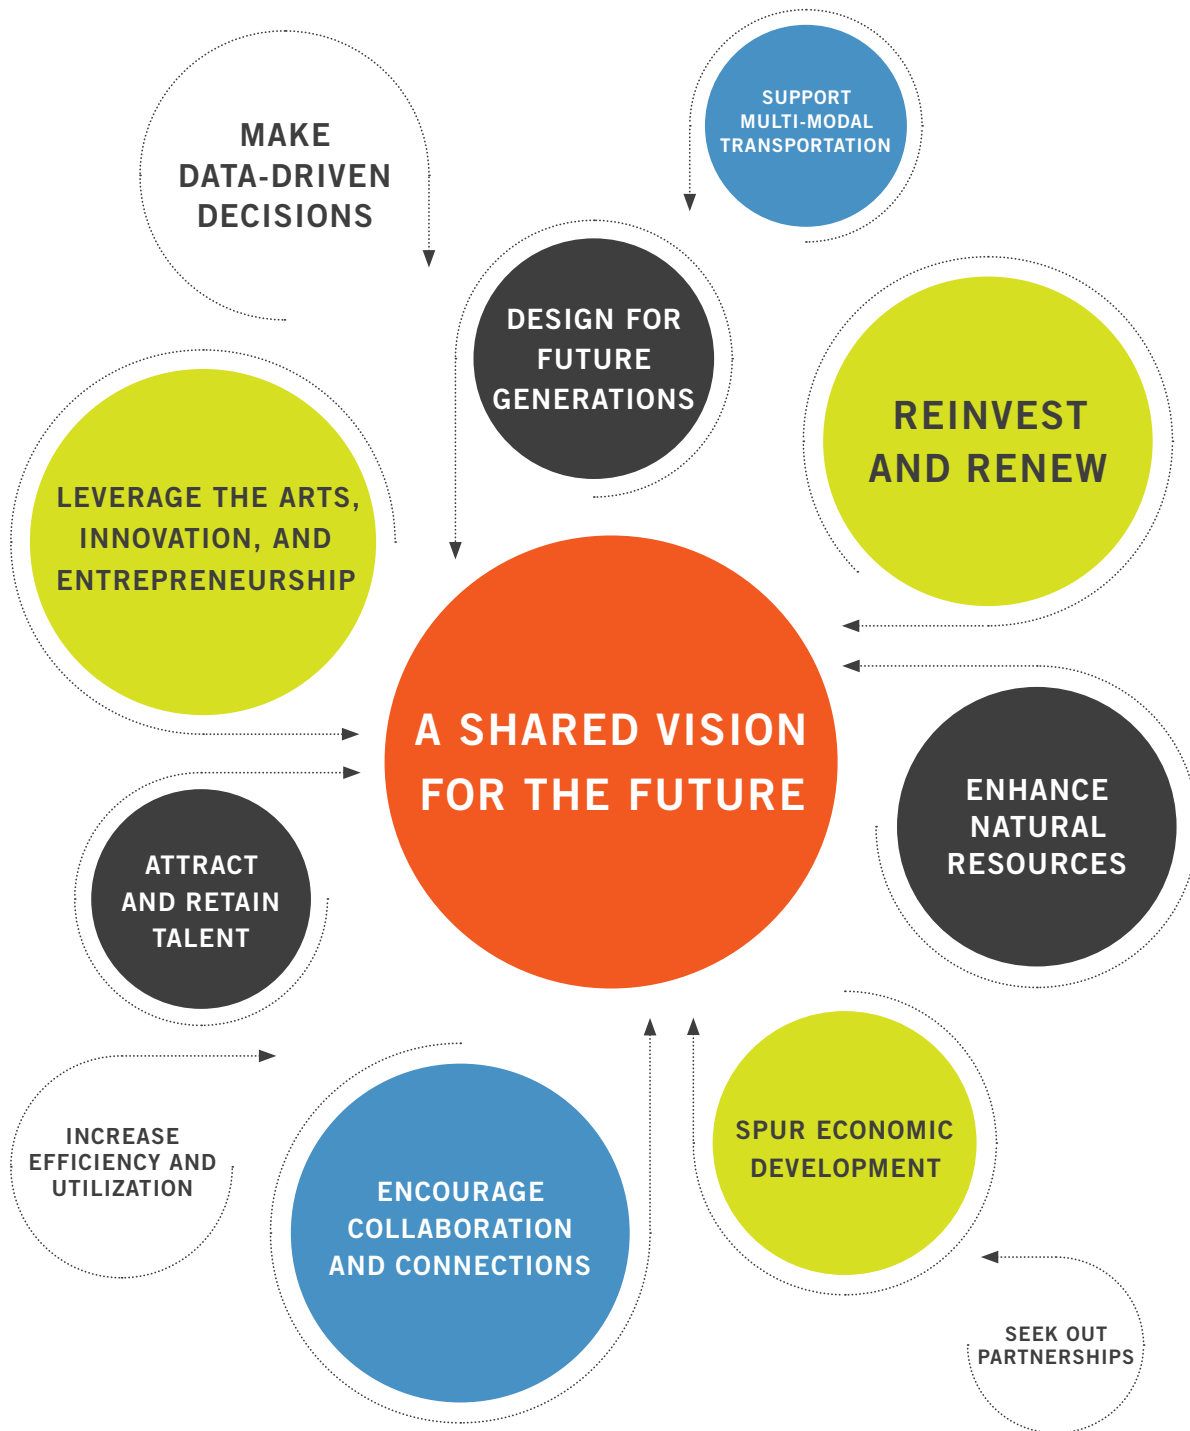 MAKE
DATA-DRIVEN
DECISIONS
SUPPORT
MULTI-MODAL
TRANSPORTATION
DESIGN FOR
FUTURE
GENERATIONS
REINVEST
AND RENEW
LEVERAGE THE ARTS,
INNOVATION, AND
ENTREPRENEURSHIP
A SHARED VISION
FOR THE FUTURE
ENHANCE
NATURAL
RESOURCES
ATTRACT
AND RETAIN
TALENT
INCREASE
EFFICIENCY AND
UTILIZATION
ENCOURAGE
COLLABORATION
AND CONNECTIONS
SPUR ECONOMIC
DEVELOPMENT
SEEK OUT
PARTNERSHIPS